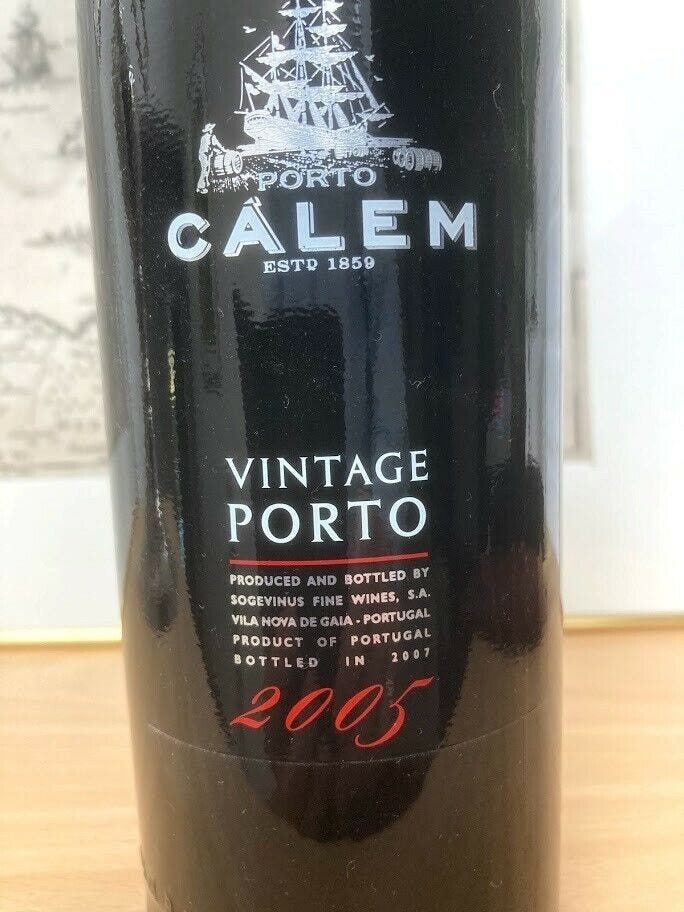 PORTO
CÁLEM
ESTD 1859
VINTAGE
PORTO
PRODUCED AND BOTTLED BY
SOGEVINUS FINE WINES, S.A.
VILA NOVA DE GAIA - PORTUGAL
PRODUCT OF PORTUGAL
BOTTLED IN 2007
2005